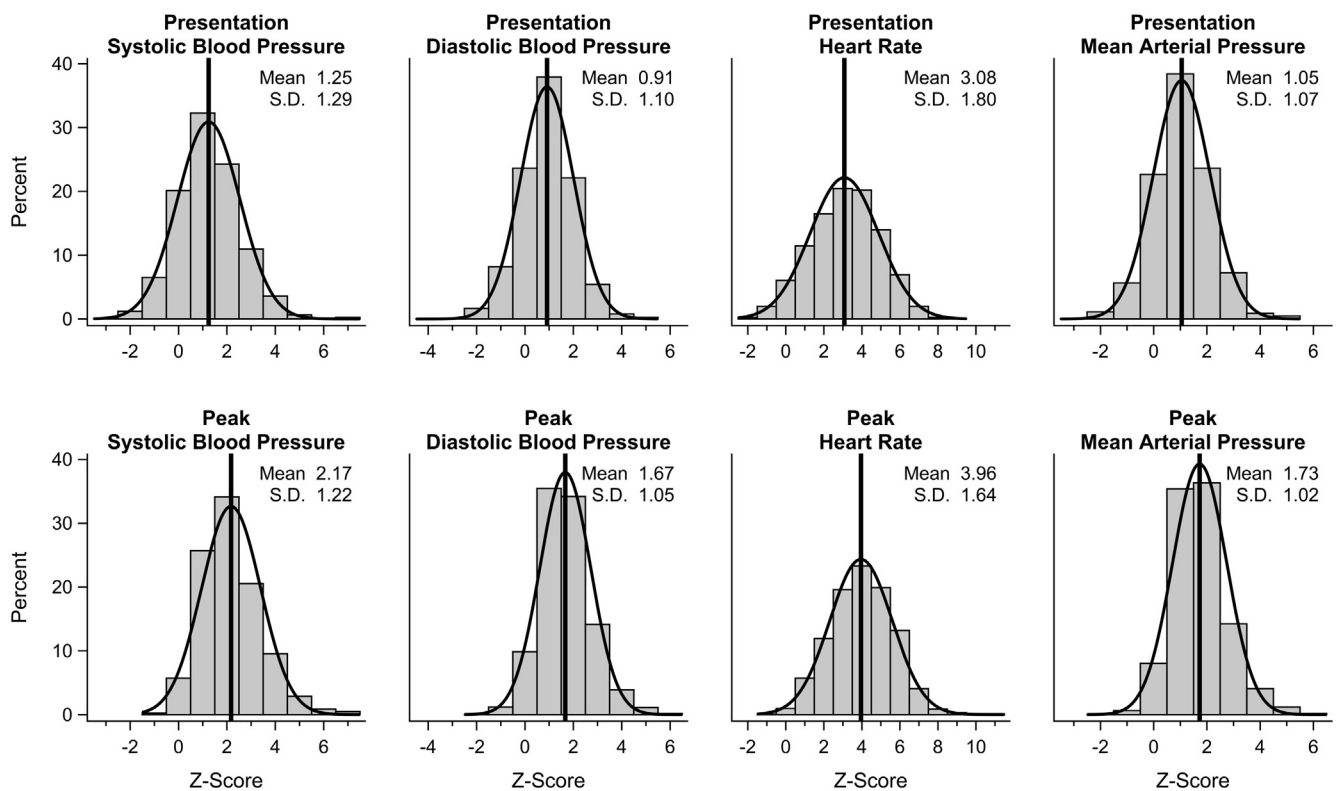 Presentation
Systolic Blood Pressure
Mean 1.25
S.D. 1.29
Presentation
Diastolic Blood Pressure
Mean 0.91
S.D. 1.10
Presentation
Heart Rate
Mean 3.08
S.D. 1.80
Presentation
Mean Arterial Pressure
Mean 1.05
S.D. 1.07
Percent
40
30
20
10
0
-2 0 2 4 6
-4 -2 0 2 4 6
-2 0 2 4 6 8 10
-2 0 2 4 6
Peak
Systolic Blood Pressure
Mean 2.17
S.D. 1.22
Peak
Diastolic Blood Pressure
Mean 1.67
S.D. 1.05
Peak
Heart Rate
Mean 3.96
S.D. 1.64
Peak
Mean Arterial Pressure
Mean 1.73
S.D. 1.02
Percent
40
30
20
10
0
-2 0 2 4 6
-4 -2 0 2 4 6
-2 0 2 4 6 8 10
-2 0 2 4 6
Z-Score
Z-Score
Z-Score
Z-Score